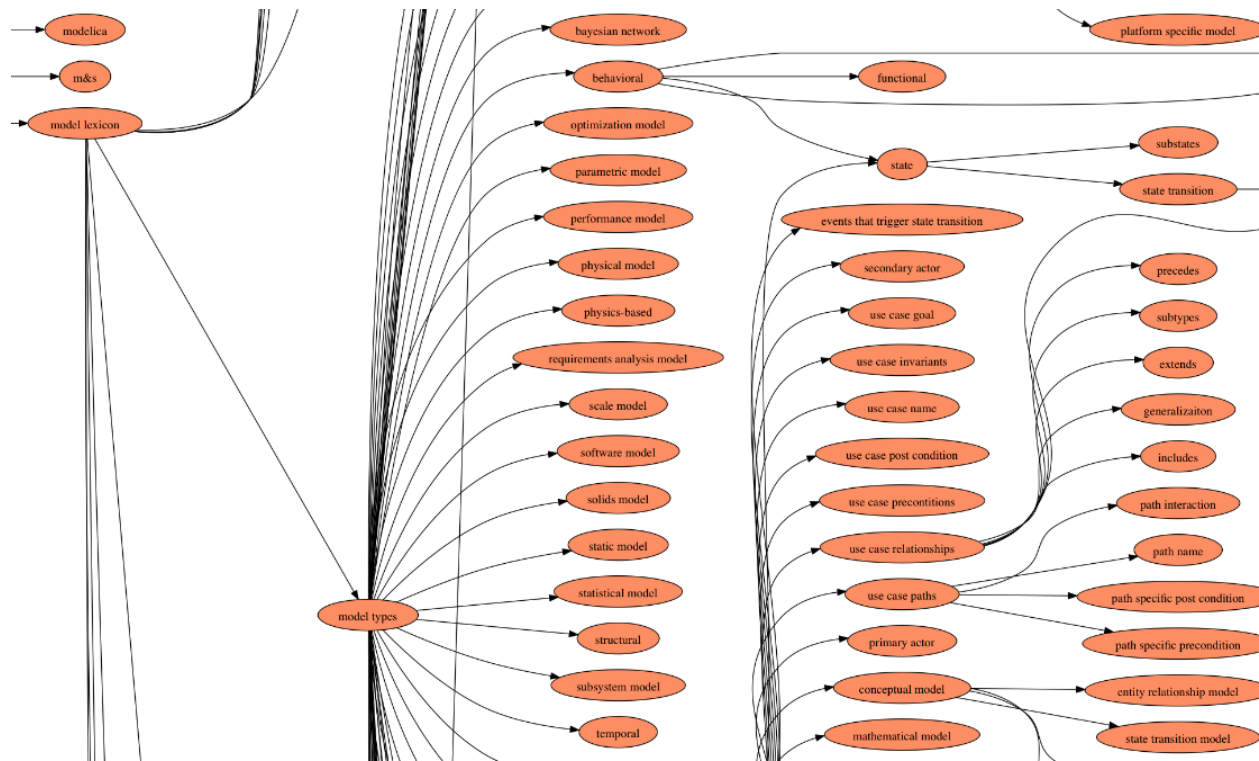 modelica
m&s
model lexicon
model types
bayesian network
behavioral
optimization model
parametric model
performance model
physical model
physics-based
requirements analysis model
scale model
software model
solids model
static model
statistical model
structural
subsystem model
temporal
functional
state
events that trigger state transition
secondary actor
use case goal
use case invariants
use case name
use case post condition
use case precontitions
use case relationships
use case paths
primary actor
conceptual model
mathematical model
platform specific model
substates
state transition
precedes
subtypes
extends
generalizaiton
includes
path interaction
path name
path specific post condition
path specific precondition
entity relationship model
state transition model